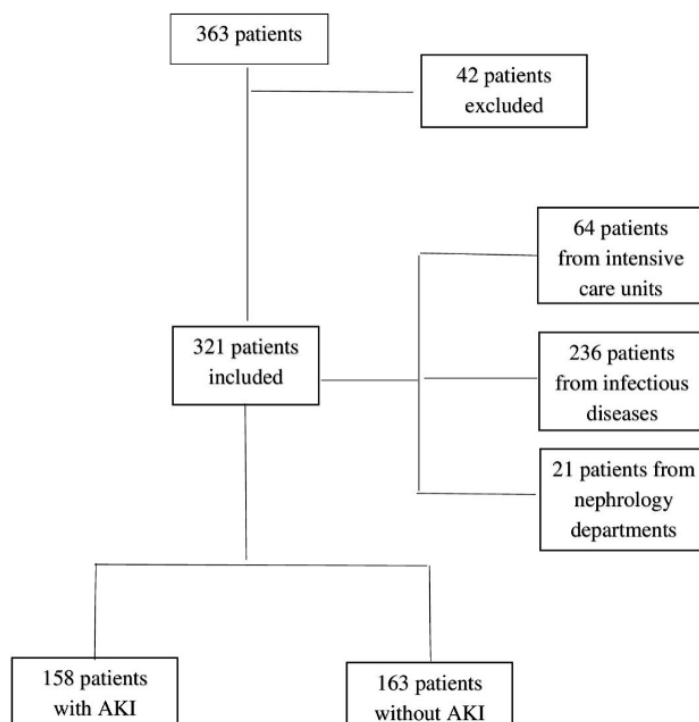 363 patients
42 patients
excluded
64 patients
from intensive
care units
321 patients
included
236 patients
from infectious
diseases
21 patients from
nephrology
departments
158 patients
with AKI
163 patients
without AKI